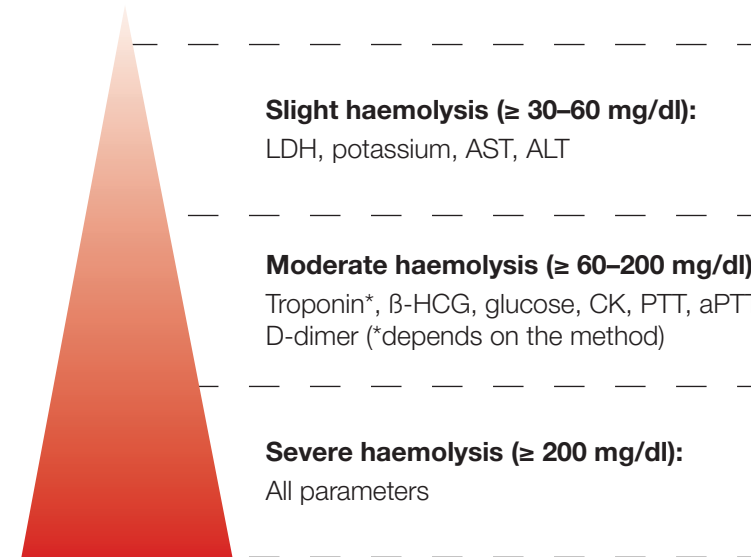 Slight haemolysis (≥ 30–60 mg/dl):
LDH, potassium, AST, ALT
Moderate haemolysis (≥ 60–200 mg/dl)
Troponin*, ß-HCG, glucose, CK, PTT, aPTT
D-dimer (*depends on the method)
Severe haemolysis (≥ 200 mg/dl):
All parameters